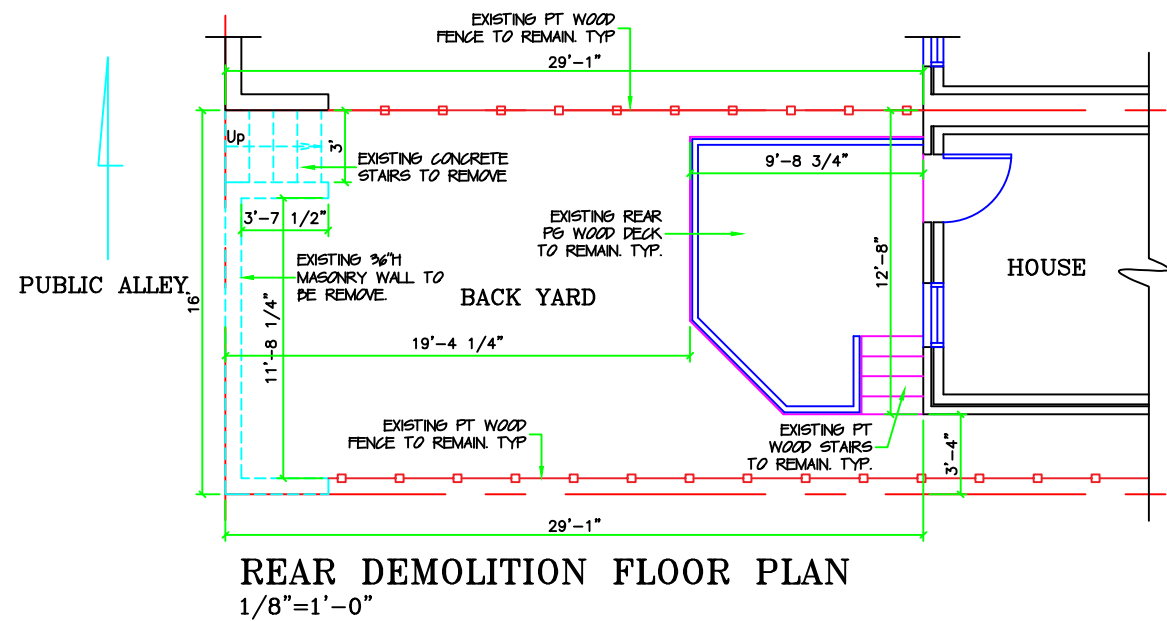 EXISTING PT WOOD
FENCE TO REMAIN. TYP
29'-1"
Up
3'
EXISTING CONCRETE
STAIRS TO REMOVE
9'-8 3/4"
3'-7 1/2"
EXISTING REAR
PG WOOD DECK
TO REMAIN. TYP.
EXISTING 36"H
MASONRY WALL TO
BE REMOVE.
PUBLIC ALLEY
16'
11'-8 1/4"
BACK YARD
12'-8"
HOUSE
19'-4 1/4"
EXISTING PT WOOD
FENCE TO REMAIN. TYP
EXISTING PT
WOOD STAIRS
TO REMAIN. TYP.
3'-4"
29'-1"
REAR DEMOLITION FLOOR PLAN
1/8"=1'-0"